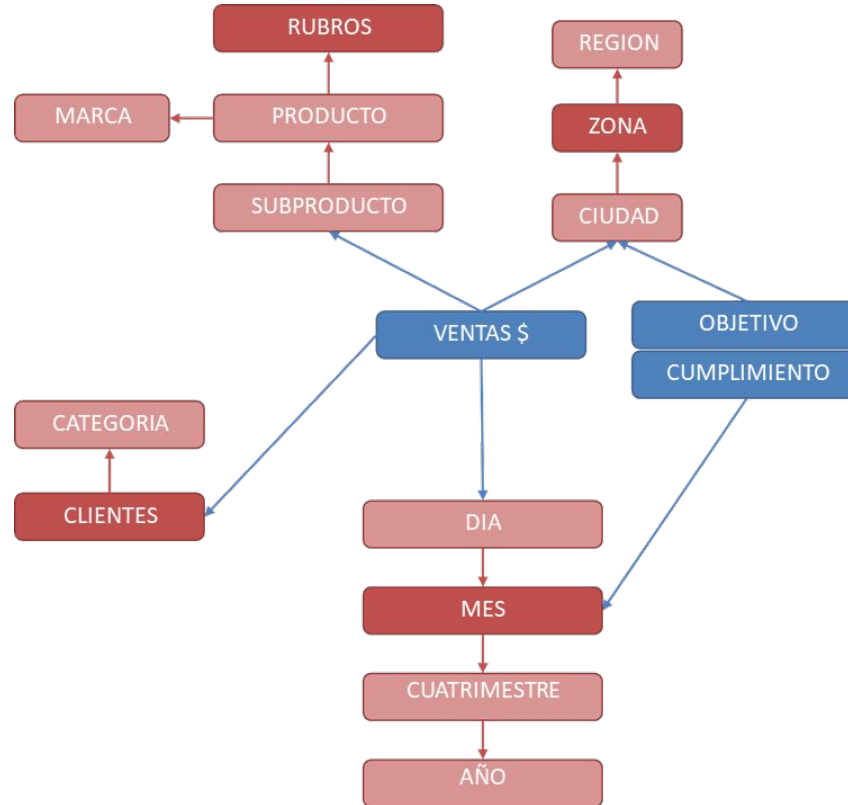 RUBROS
REGION
MARCA
PRODUCTO
ZONA
SUBPRODUCTO
CIUDAD
VENTAS $
OBJETIVO
CUMPLIMIENTO
CATEGORIA
CLIENTES
DIA
MES
CUATRIMESTRE
AÑO